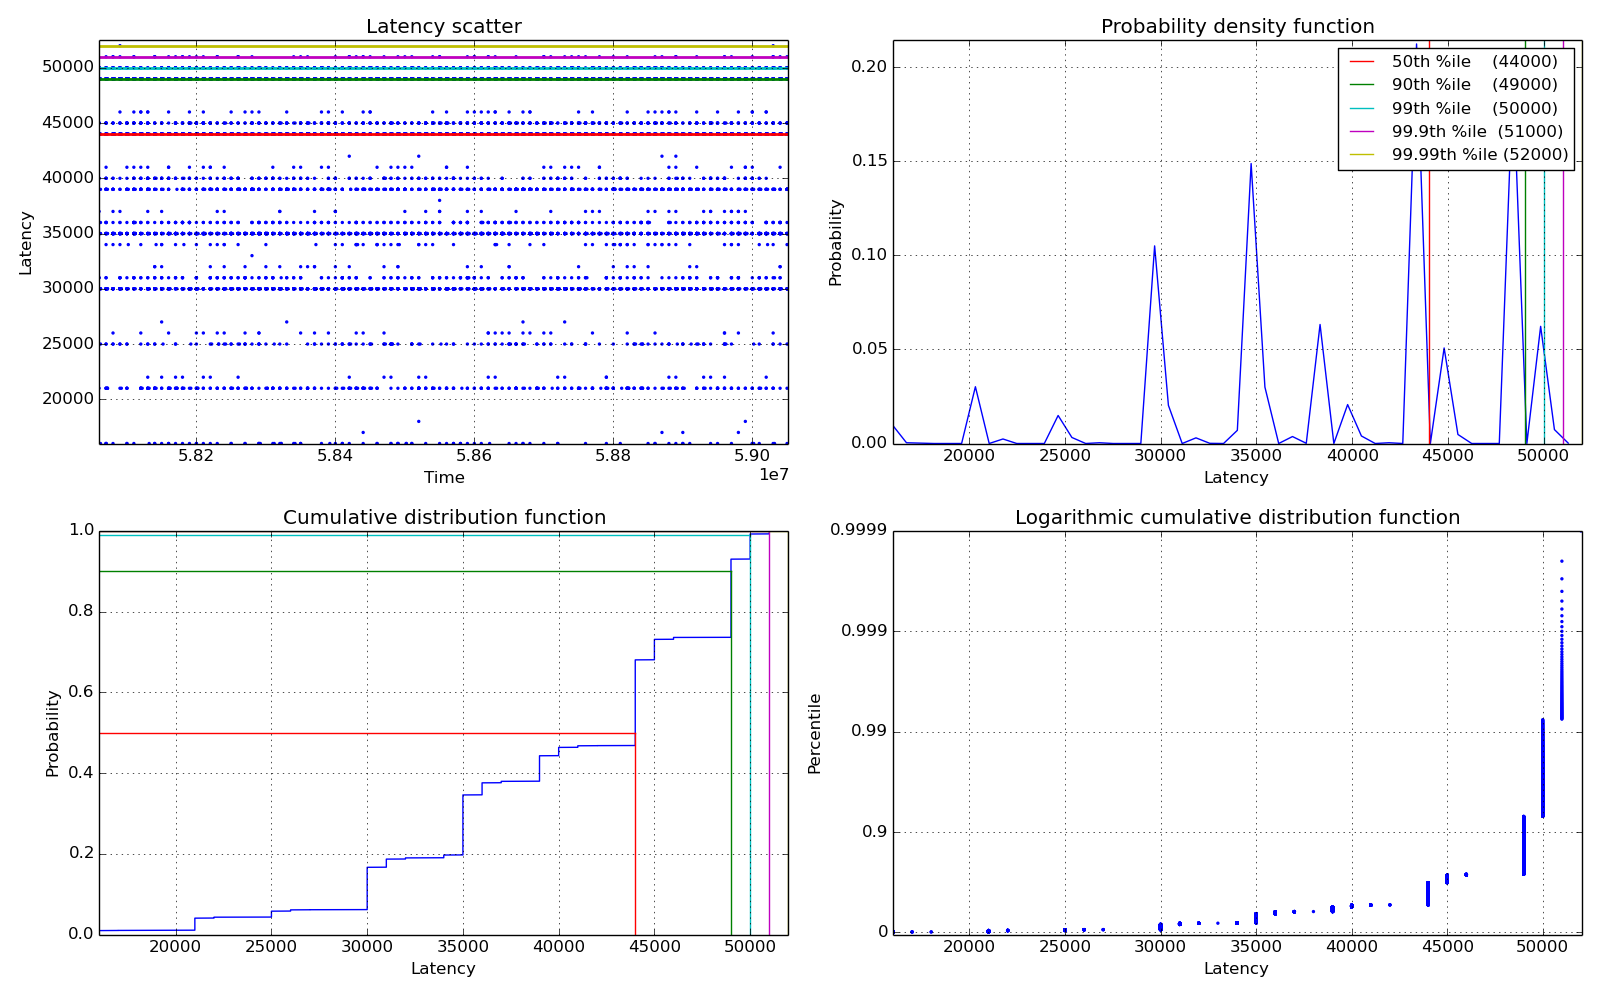 Latency scatter
50000
45000
40000
35000
30000
25000
20000
Latency
5.82 5.84 5.86 5.88 5.90
1e7
Time
Probability density function
0.20
0.15
0.10
0.05
0.00
Probability
20000 25000 30000 35000 40000 45000 50000
Latency
50th %ile (44000)
90th %ile (49000)
99th %ile (50000)
99.9th %ile (51000)
99.99th %ile (52000)
Cumulative distribution function
1.0
0.8
0.6
0.4
0.2
0.0
Probability
20000 25000 30000 35000 40000 45000 50000
Latency
Logarithmic cumulative distribution function
0.9999
0.999
0.99
0.9
0
Percentile
20000 25000 30000 35000 40000 45000 50000
Latency